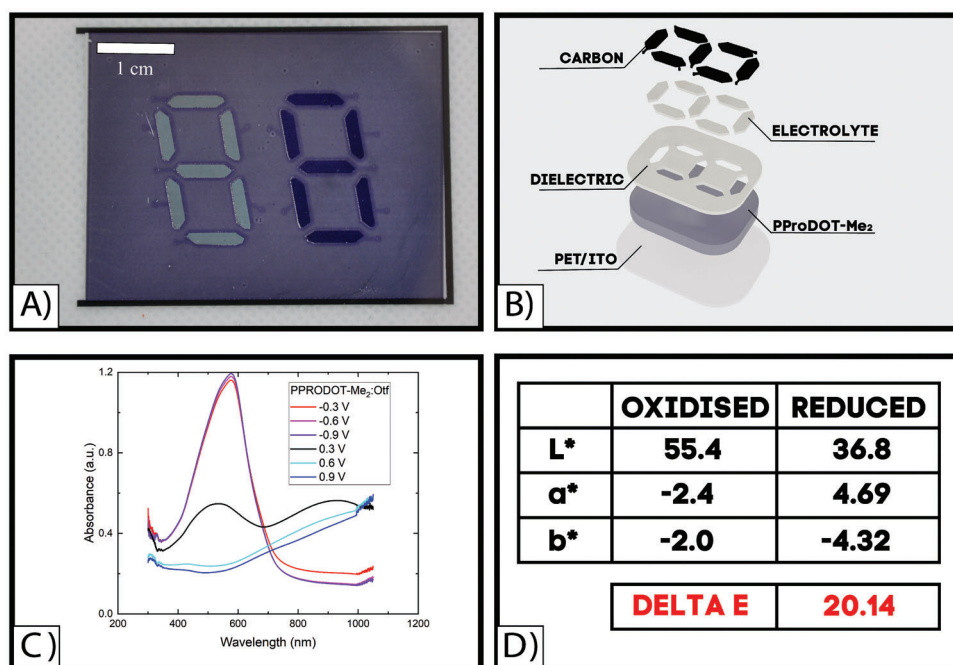 1 cm
A)
CARBON
ELECTROLYTE
DIELECTRIC
PProDOT-Me₂
PET/ITO
B)
1.2
0.8
0.4
0.0
200 400 600 800 1000 1200
Absorbance (a.u.)
Wavelength (nm)
PPRODOT-Me₂:Otf
-0.3 V
-0.6 V
-0.9 V
0.3 V
0.6 V
0.9 V
C)
OXIDISED REDUCED
L* 55.4 36.8
a* -2.4 4.69
b* -2.0 -4.32
DELTA E 20.14
D)